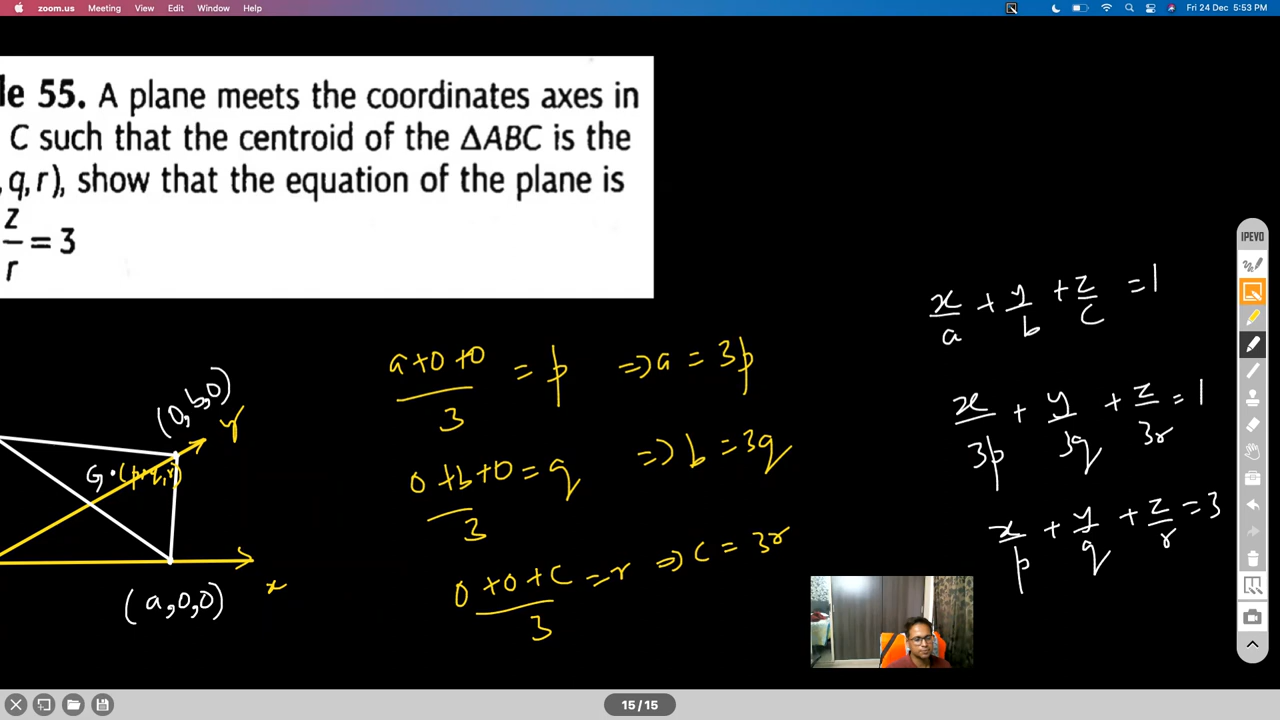 zoom.us Meeting View Edit Window Help Fri 24 Dec 5:53 PM
le 55. A plane meets the coordinates axes in
C such that the centroid of the ΔABC is the
, q, r), show that the equation of the plane is
z/r = 3
IPEVO
x/a + y/b + z/c = 1
(a+0+0)/3 = p ⇒ a = 3p
(0, b, 0)
y
x/3p + y/3q + z/3r = 1
G • (p, q, r)
(0+b+0)/3 = q ⇒ b = 3q
x/p + y/q + z/r = 3
(0+0+c)/3 = r ⇒ c = 3r
x
(a, 0, 0)
15 / 15